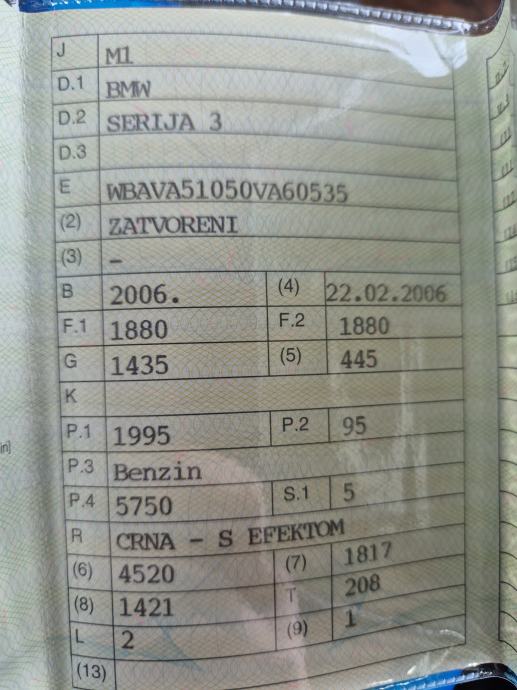 J M1
D.1 BMW
D.2 SERIJA 3
D.3
E WBAVA51050VA60535
(2) ZATVORENI
(3) -
B 2006. (4) 22.02.2006
F.1 1880 F.2 1880
G 1435 (5) 445
K
P.1 1995 P.2 95
P.3 Benzin
P.4 5750 S.1 5
R CRNA - S EFEKTOM
(6) 4520 (7) 1817
(8) 1421 T 208
L 2 (9) 1
(13)